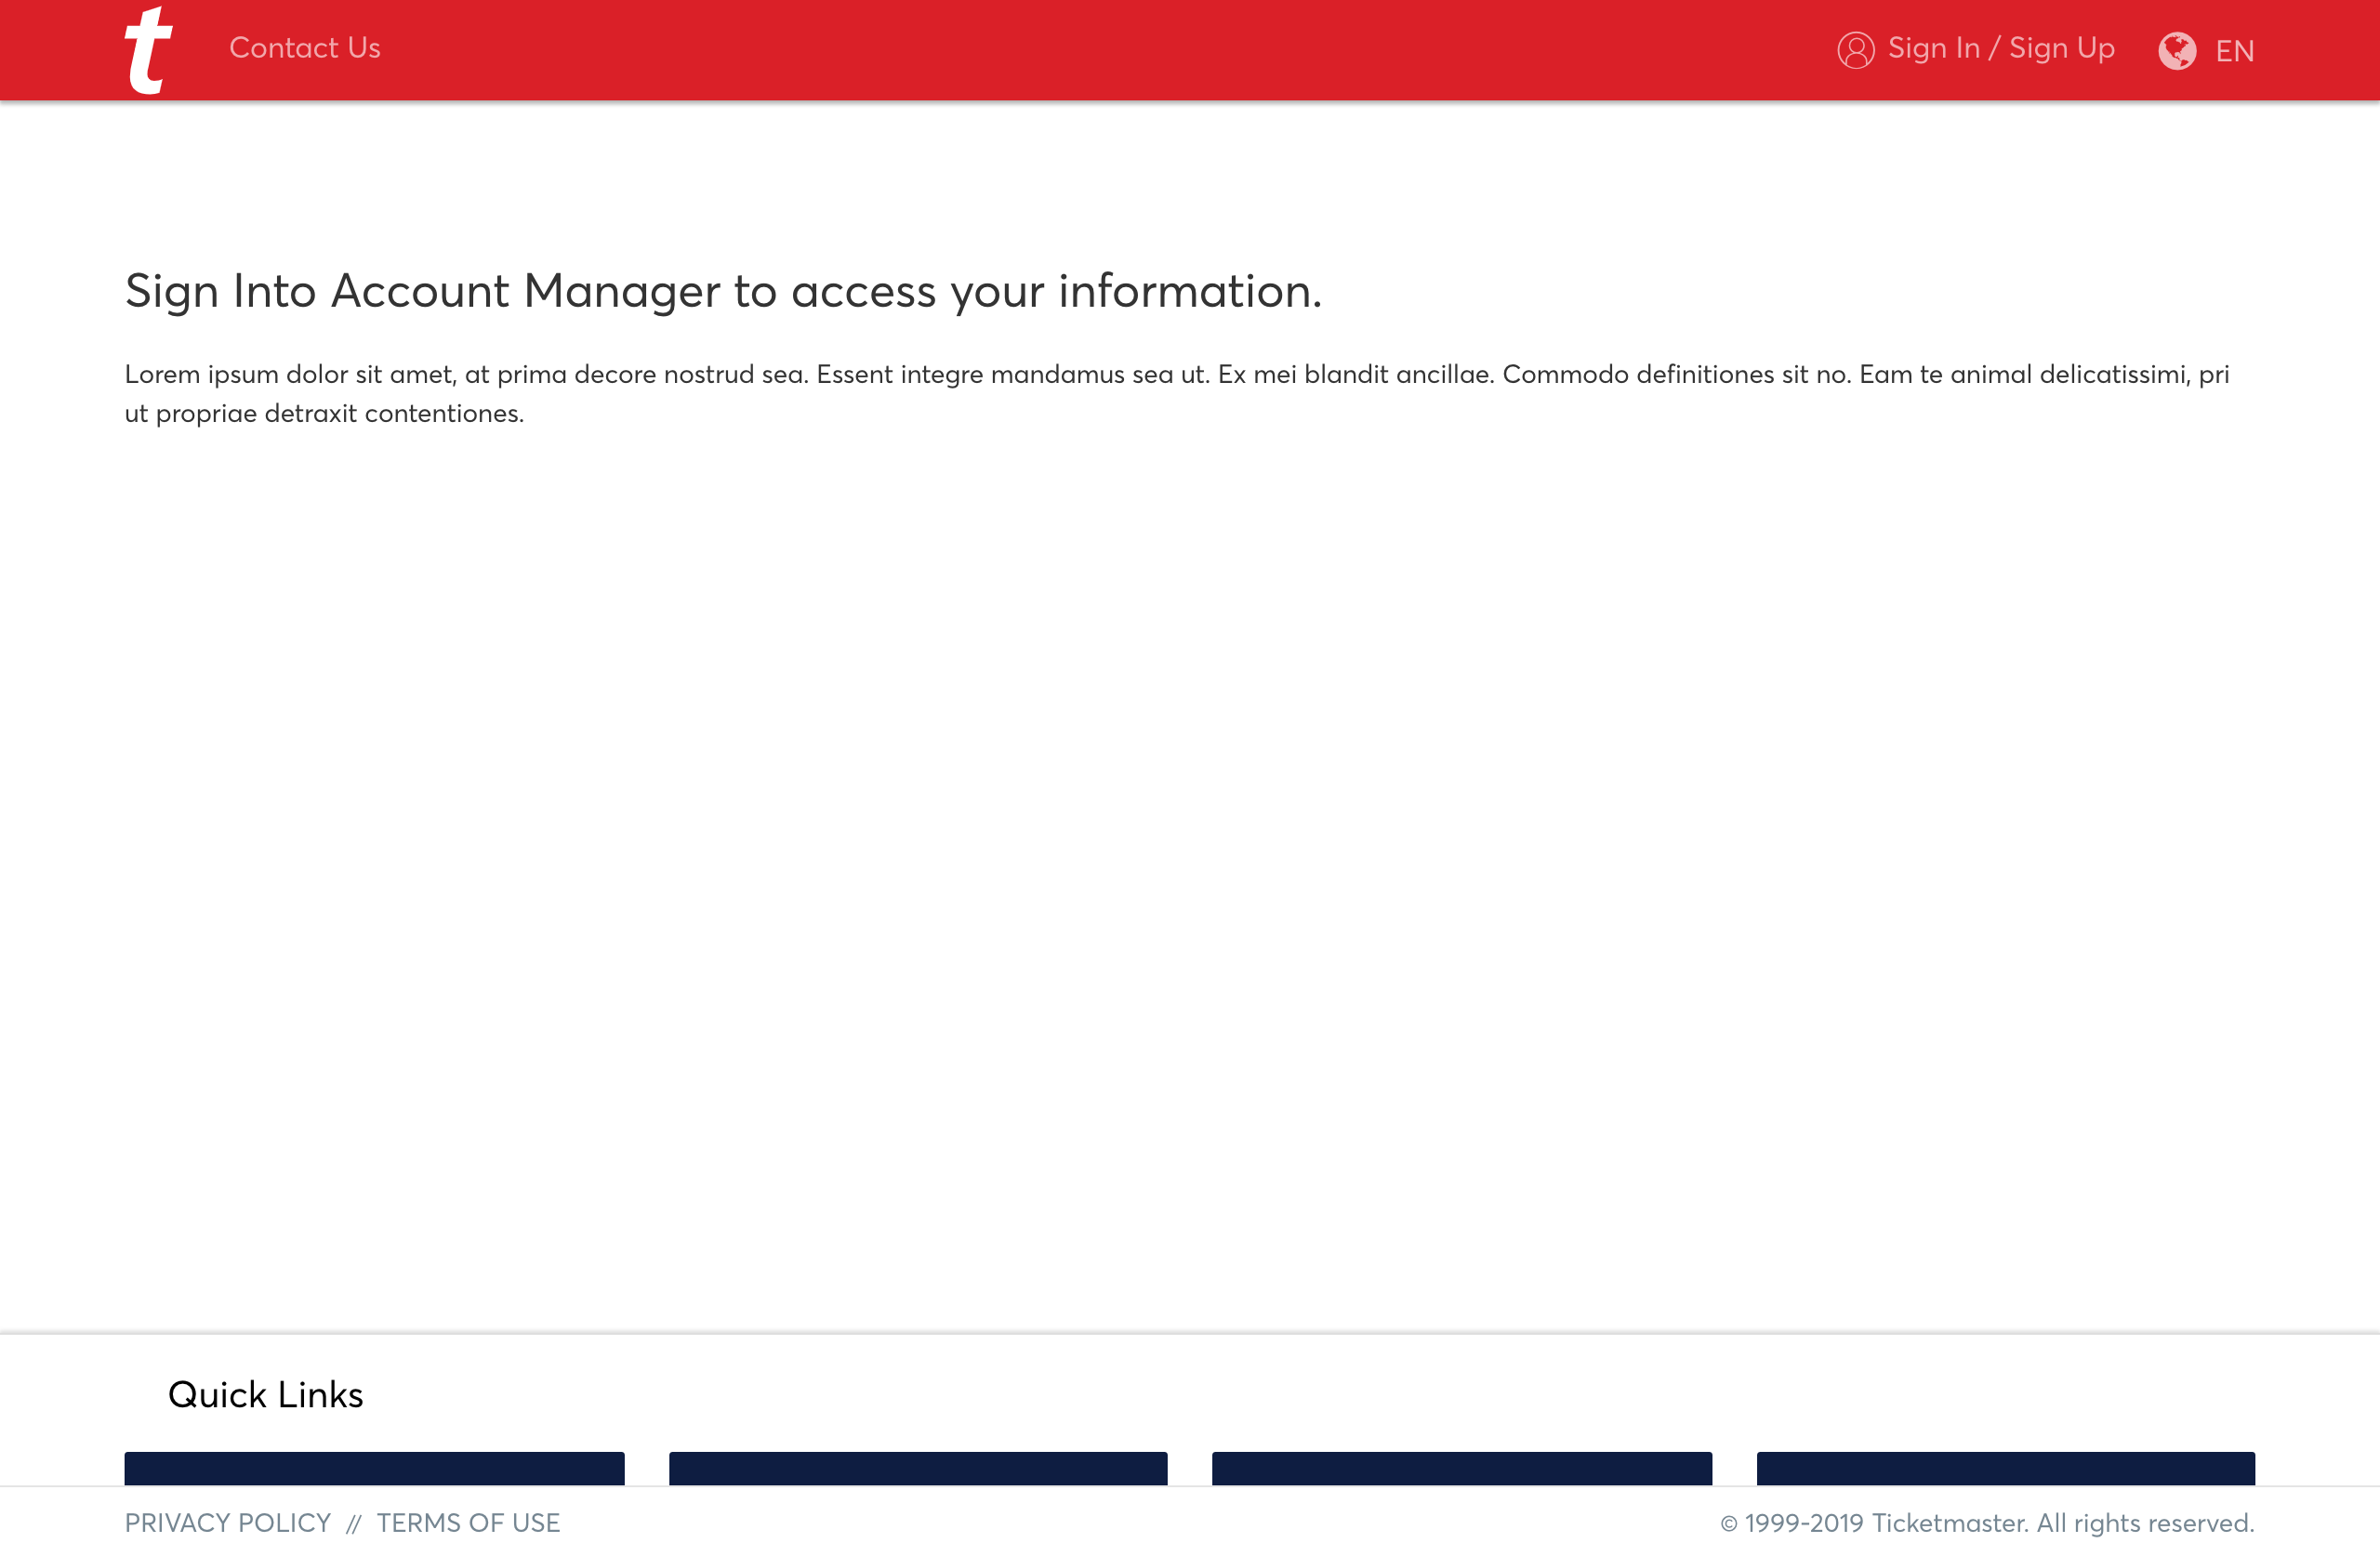 t Contact Us Sign In / Sign Up EN
Sign Into Account Manager to access your information.
Lorem ipsum dolor sit amet, at prima decore nostrud sea. Essent integre mandamus sea ut. Ex mei blandit ancillae. Commodo definitiones sit no. Eam te animal delicatissimi, pri
ut propriae detraxit contentiones.
Quick Links
PRIVACY POLICY // TERMS OF USE © 1999-2019 Ticketmaster. All rights reserved.